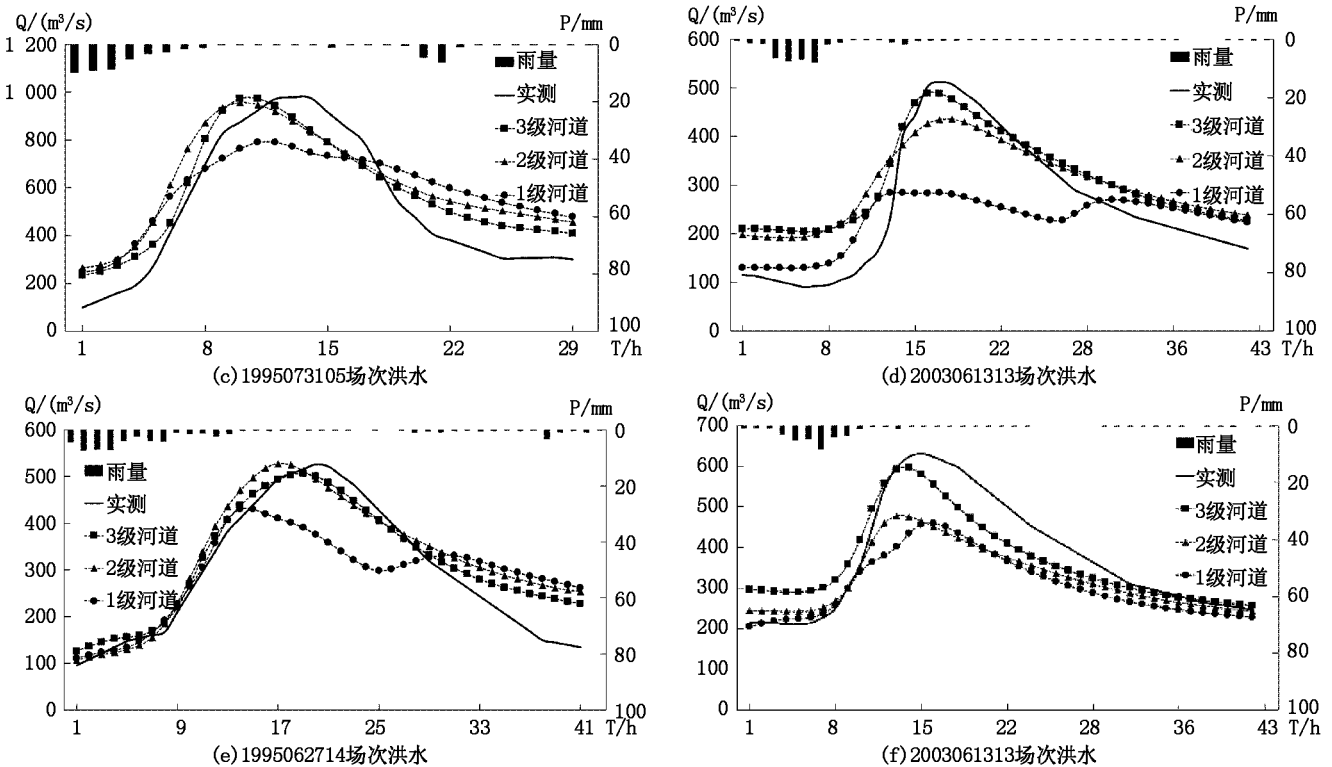 Q/(m³/s)
P/mm
1 200
1 000
800
600
400
200
0
0
20
40
60
80
100
雨量
实测
3级河道
2级河道
1级河道
1
8
15
22
29
T/h
(c)1995073105场次洪水
Q/(m³/s)
P/mm
600
500
400
300
200
100
0
0
20
40
60
80
100
雨量
实测
3级河道
2级河道
1级河道
1
8
15
22
28
36
43
T/h
(d)2003061313场次洪水
Q/(m³/s)
P/mm
600
500
400
300
200
100
0
0
20
40
60
80
100
雨量
实测
3级河道
2级河道
1级河道
1
9
17
25
33
41
T/h
(e)1995062714场次洪水
Q/(m³/s)
P/mm
700
600
500
400
300
200
100
0
0
20
40
60
80
100
雨量
实测
3级河道
2级河道
1级河道
1
8
15
22
28
36
43
T/h
(f)2003061313场次洪水